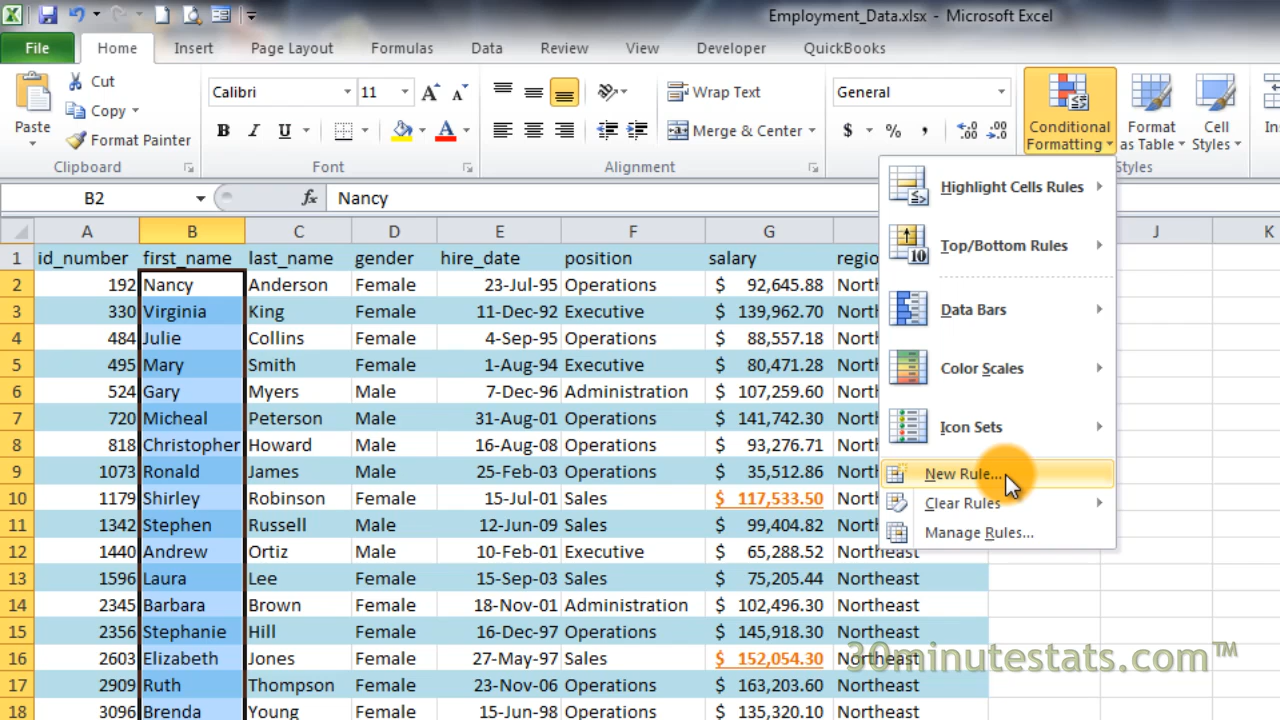 Employment_Data.xlsx - Microsoft Excel
File Home Insert Page Layout Formulas Data Review View Developer QuickBooks
Cut Calibri 11 Wrap Text General
Copy
Paste Format Painter B I U Merge & Center $ % , Conditional Formatting Format as Table Cell Styles
Clipboard Font Alignment Styles
B2 fx Nancy
A B C D E F G J K
1 id_number first_name last_name gender hire_date position salary
2 192 Nancy Anderson Female 23-Jul-95 Operations $ 92,645.88
3 330 Virginia King Female 11-Dec-92 Executive $ 139,962.70
4 484 Julie Collins Female 4-Sep-95 Operations $ 88,557.18
5 495 Mary Smith Female 1-Aug-94 Executive $ 80,471.28
6 524 Gary Myers Male 7-Dec-96 Administration $ 107,259.60
7 720 Micheal Peterson Male 31-Aug-01 Operations $ 141,742.30
8 818 Christopher Howard Male 16-Aug-08 Operations $ 93,276.71
9 1073 Ronald James Male 25-Feb-03 Operations $ 35,512.86
10 1179 Shirley Robinson Female 15-Jul-01 Sales $ 117,533.50
11 1342 Stephen Russell Male 12-Jun-09 Sales $ 99,404.82
12 1440 Andrew Ortiz Male 10-Feb-03 Executive $ 65,288.52 Northeast
13 1596 Laura Lee Female 15-Sep-03 Sales $ 75,205.44 Northeast
14 2345 Barbara Brown Female 18-Nov-01 Administration $ 102,496.30 Northeast
15 2356 Stephanie Hill Female 16-Dec-97 Operations $ 145,918.30 Northeast
16 2603 Elizabeth Jones Female 27-May-97 Sales $ 152,054.30 Northeast
17 2909 Ruth Thompson Female 23-Nov-06 Operations $ 163,203.60 Northeast
18 3096 Brenda Young Female 15-Jun-98 Operations $ 135,320.10 Northeast
Highlight Cells Rules
Top/Bottom Rules
Data Bars
Color Scales
Icon Sets
New Rule...
Clear Rules
Manage Rules...
30minutestats.com™